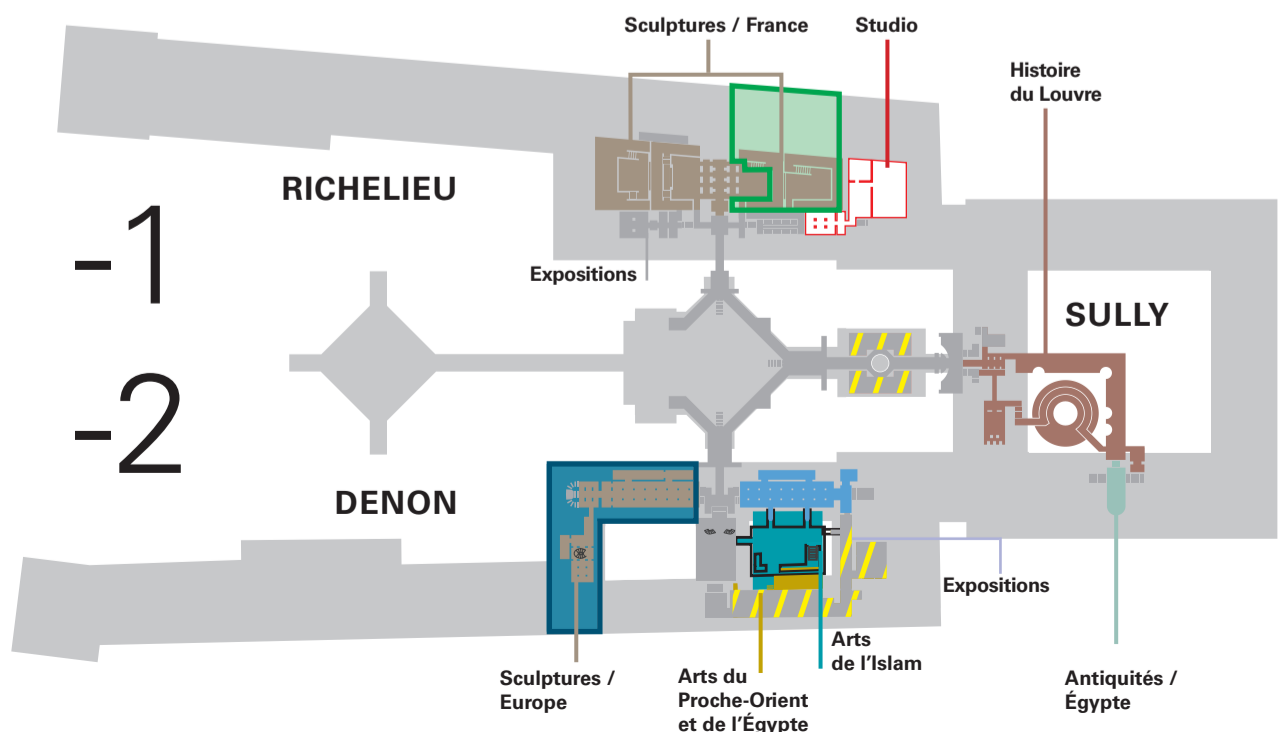 Sculptures / France
Studio
Histoire
du Louvre
RICHELIEU
-1
Expositions
SULLY
-2
DENON
Expositions
Arts
de l’Islam
Sculptures /
Europe
Arts du
Proche-Orient
et de l’Égypte
Antiquités /
Égypte